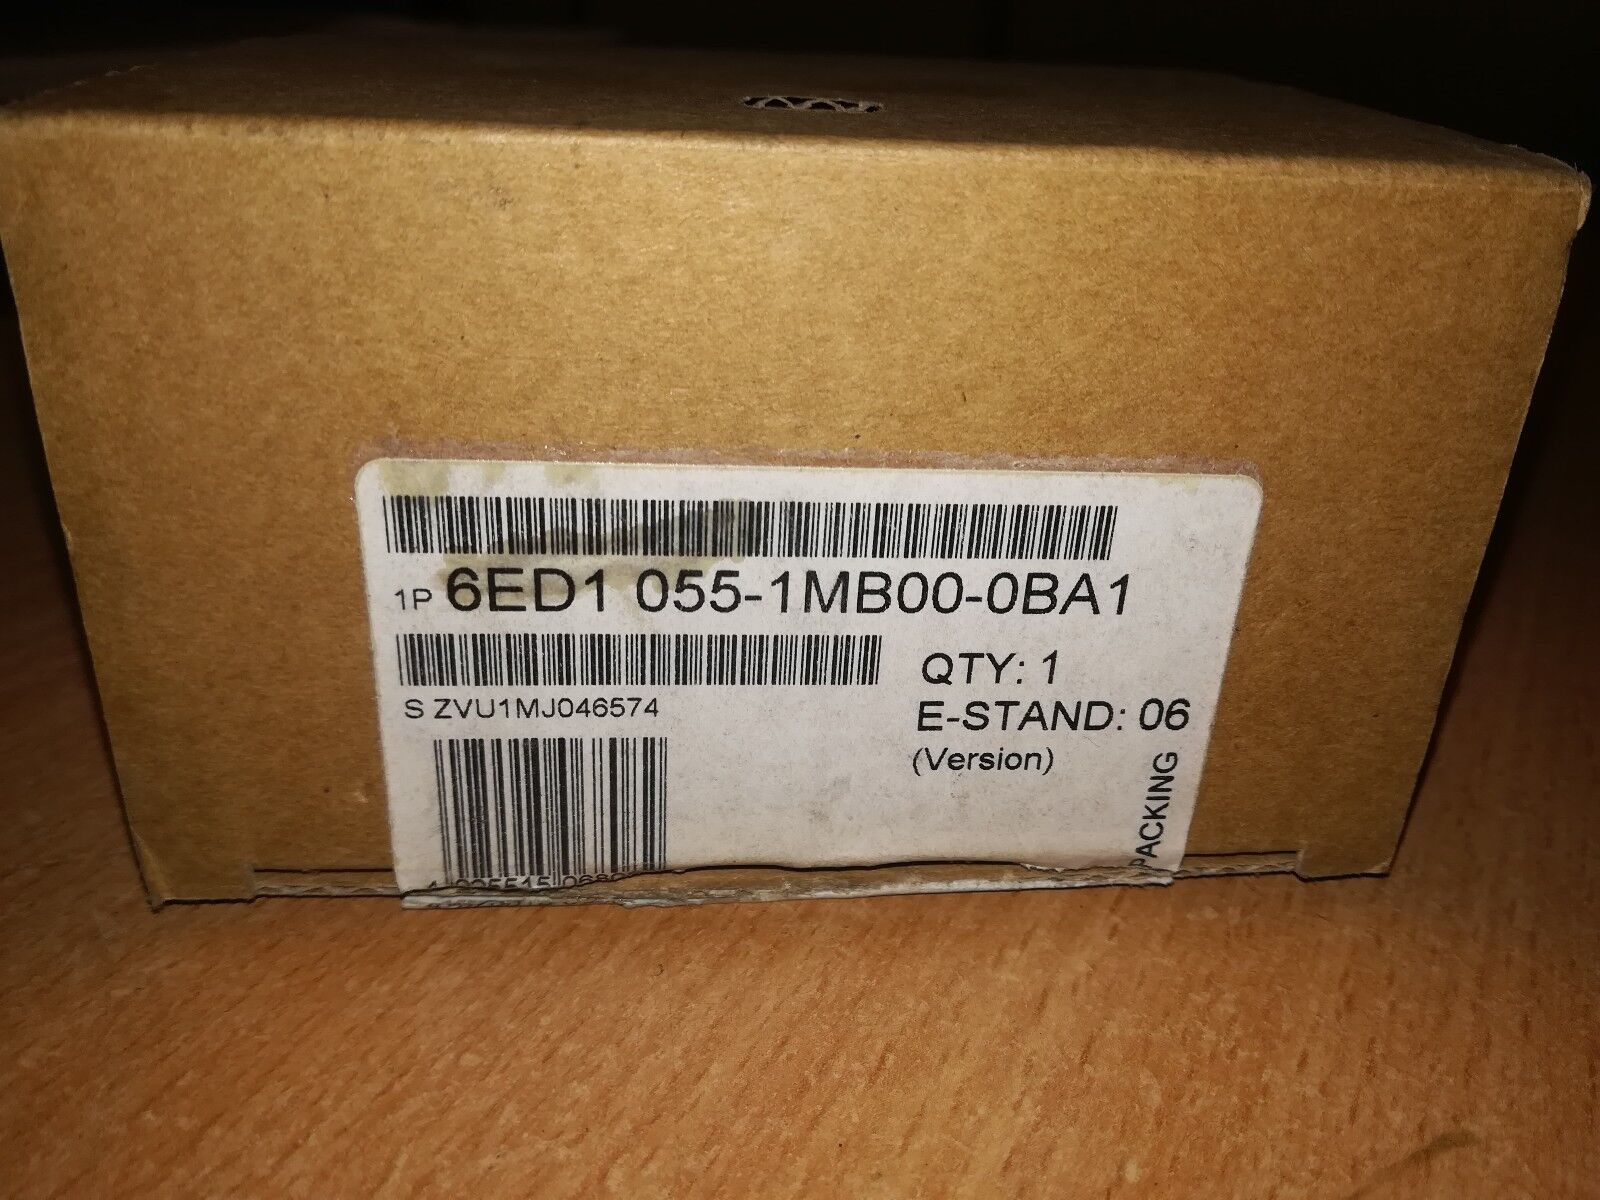 1P 6ED1 055-1MB00-0BA1
S ZVU1MJ046574
QTY: 1
E-STAND: 06
(Version)
PACKING